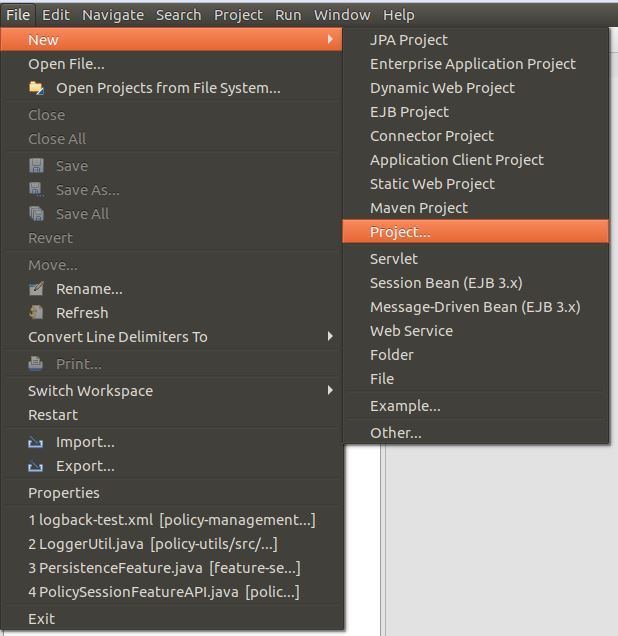 File Edit Navigate Search Project Run Window Help
New
Open File...
Open Projects from File System...
Close
Close All
Save
Save As...
Save All
Revert
Move...
Rename...
Refresh
Convert Line Delimiters To
Print...
Switch Workspace
Restart
Import...
Export...
Properties
1 logback-test.xml [policy-management...]
2 LoggerUtil.java [policy-utils/src/...]
3 PersistenceFeature.java [feature-se...]
4 PolicySessionFeatureAPI.java [polic...]
Exit
JPA Project
Enterprise Application Project
Dynamic Web Project
EJB Project
Connector Project
Application Client Project
Static Web Project
Maven Project
Project...
Servlet
Session Bean (EJB 3.x)
Message-Driven Bean (EJB 3.x)
Web Service
Folder
File
Example...
Other...